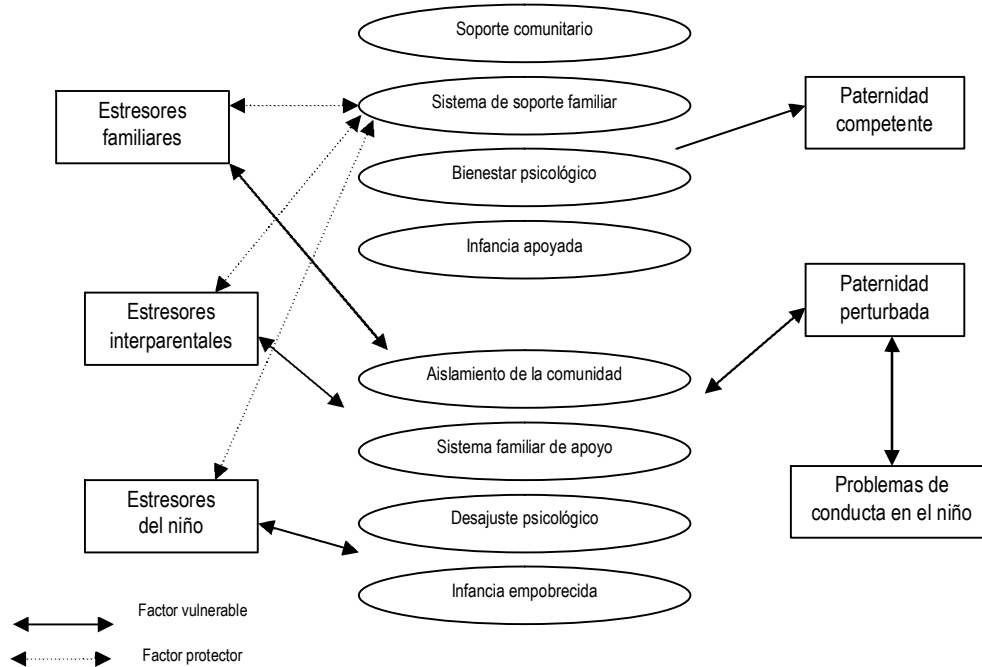 Soporte comunitario
Estresores
familiares
Sistema de soporte familiar
Paternidad
competente
Bienestar psicológico
Infancia apoyada
Estresores
interparentales
Paternidad
perturbada
Aislamiento de la comunidad
Sistema familiar de apoyo
Estresores
del niño
Problemas de
conducta en el niño
Desajuste psicológico
Infancia empobrecida
Factor vulnerable
Factor protector